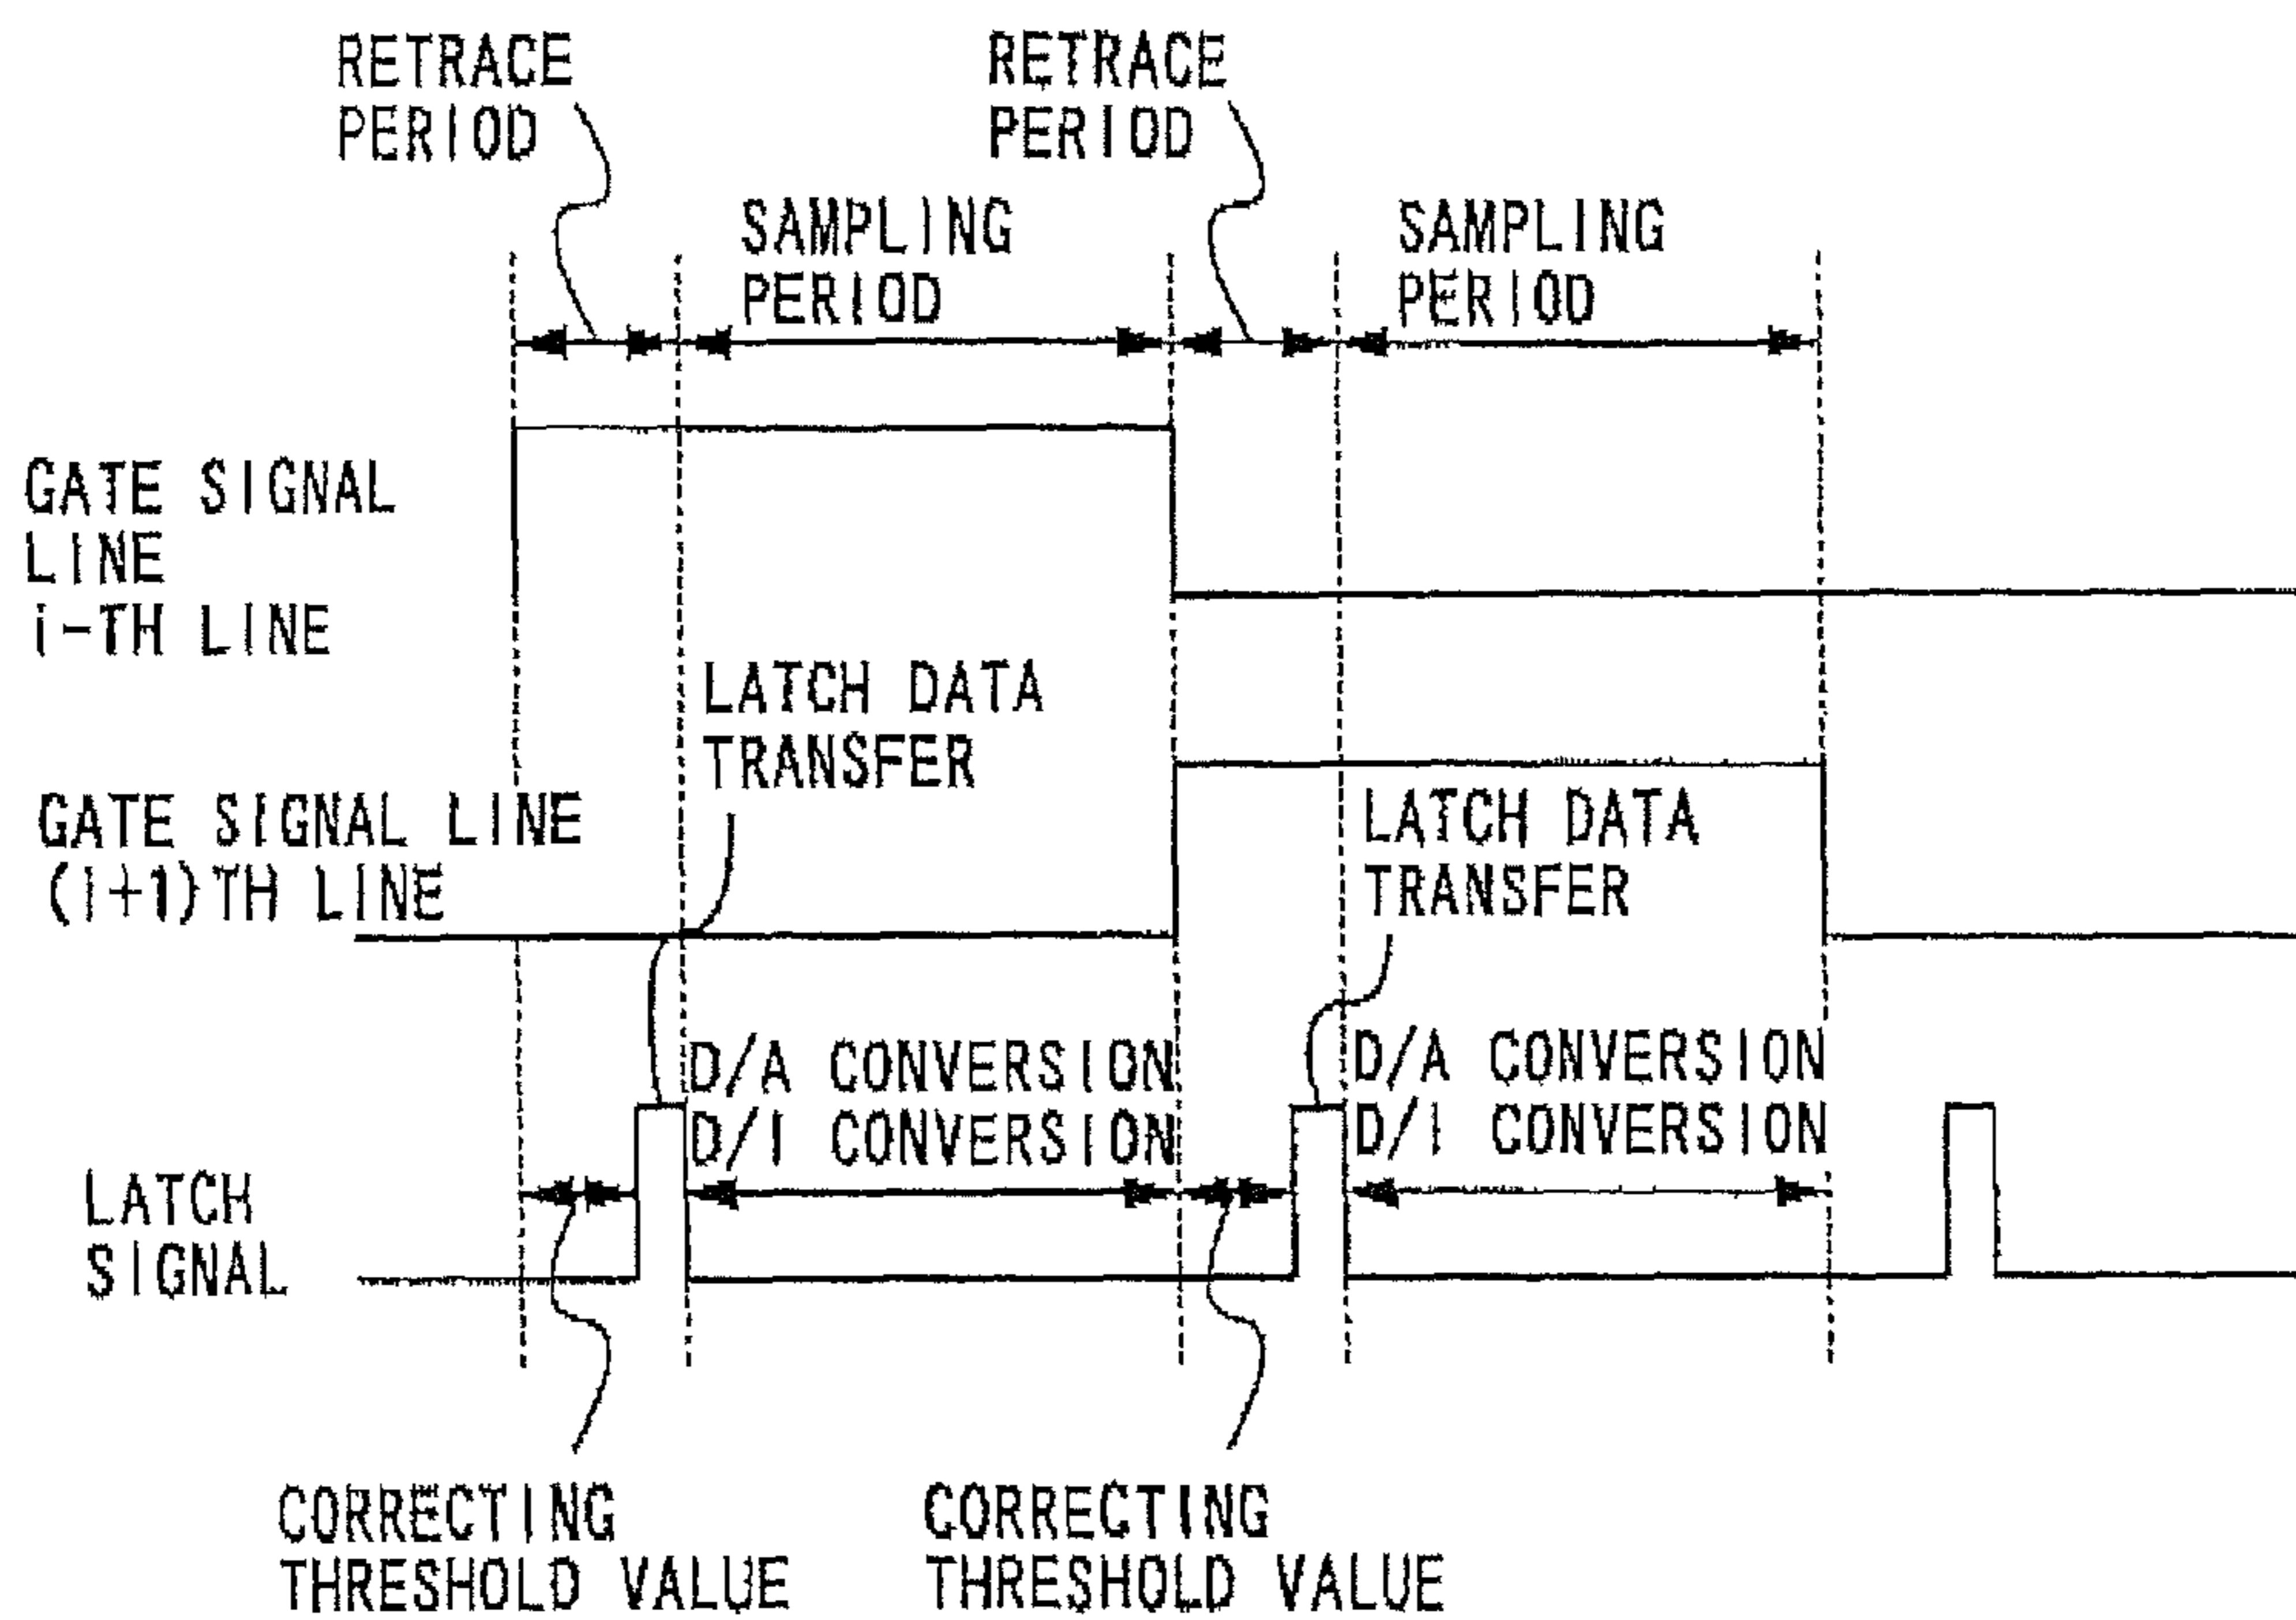 RETRACE
PERIOD
RETRACE
PERIOD
SAMPLING
PERIOD
SAMPLING
PERIOD
GATE SIGNAL
LINE
i-TH LINE
LATCH DATA
TRANSFER
GATE SIGNAL LINE
(i+1)TH LINE
LATCH DATA
TRANSFER
D/A CONVERSION
D/I CONVERSION
D/A CONVERSION
D/I CONVERSION
LATCH
SIGNAL
CORRECTING
THRESHOLD VALUE
CORRECTING
THRESHOLD VALUE